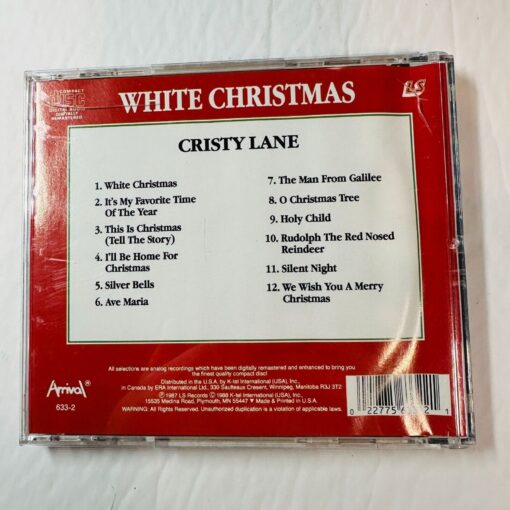 COMPACT
disc
DIGITAL AUDIO
DIGITALLY
REMASTERED
WHITE CHRISTMAS
LS
CRISTY LANE
1. White Christmas
2. It's My Favorite Time
Of The Year
3. This Is Christmas
(Tell The Story)
4. I'll Be Home For
Christmas
5. Silver Bells
6. Ave Maria
7. The Man From Galilee
8. O Christmas Tree
9. Holy Child
10. Rudolph The Red Nosed
Reindeer
11. Silent Night
12. We Wish You A Merry
Christmas
All selections are analog recordings which have been digitally remastered and enhanced to bring you
the finest quality compact disc!
Arrival®
633-2
Distributed in the U.S.A. by K-tel International (USA), Inc.,
in Canada by ERA International Ltd., 330 Saulteaux Cresent, Winnipeg, Manitoba R3J 3T2
℗ 1987 LS Records © 1988 K-tel International (USA), Inc.
15535 Medina Road, Plymouth, MN 55447 ▼ Made & Printed in U.S.A.
WARNING: All Rights Reserved. Unauthorized duplication is a violation of applicable laws.
0 22775